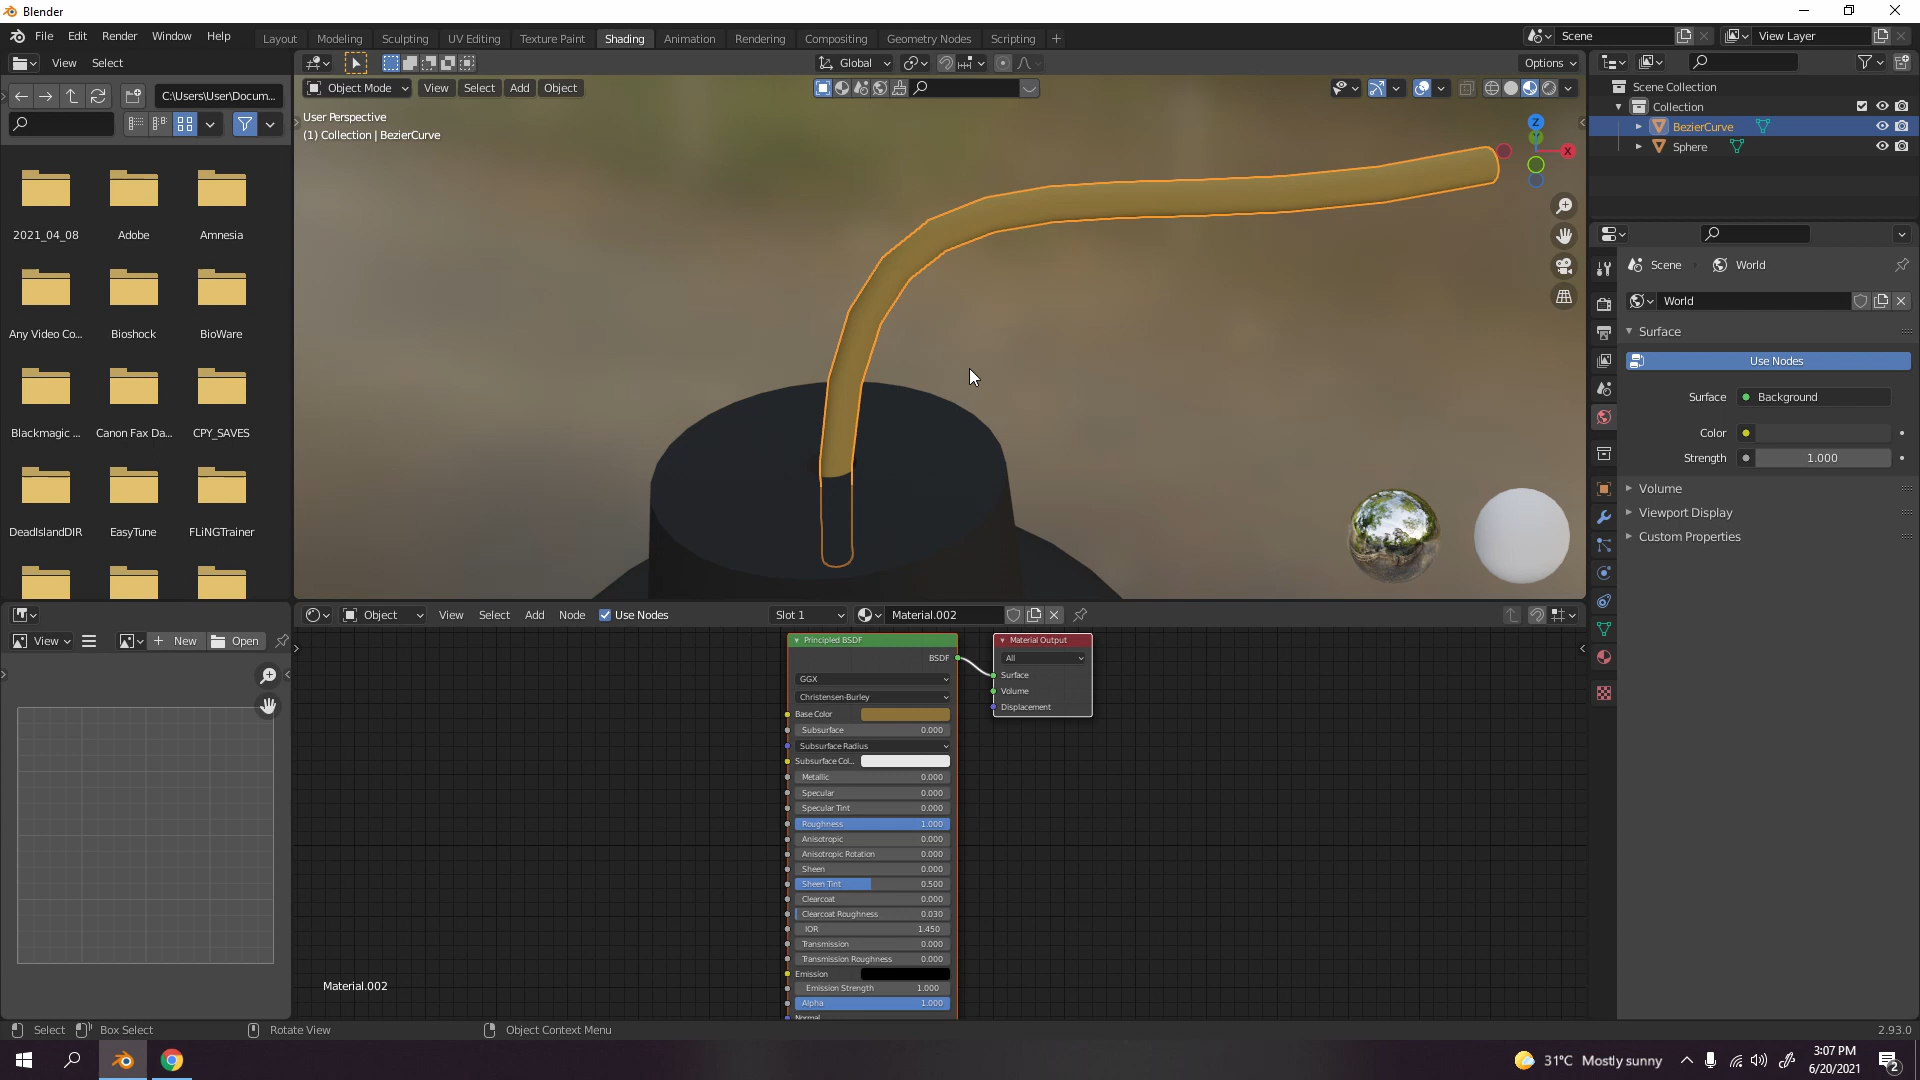 Blender
File Edit Render Window Help
Layout Modeling Sculpting UV Editing Texture Paint Shading Animation Rendering Compositing Geometry Nodes Scripting +
Scene
View Layer
View Select
Global
Options
C:\Users\User\Docum...
Object Mode View Select Add Object
User Perspective
(1) Collection | BezierCurve
Z
Y
X
Scene Collection
Collection
BezierCurve
Sphere
2021_04_08 Adobe Amnesia
Any Video Co... Bioshock BioWare
Blackmagic ... Canon Fax Da... CPY_SAVES
DeadIslandDIR EasyTune FLiNGTrainer
Scene World
World
Surface
Use Nodes
Surface Background
Color
Strength 1.000
Volume
Viewport Display
Custom Properties
Object View Select Add Node Use Nodes Slot 1 Material.002
View New Open
Principled BSDF
BSDF
GGX
Christensen-Burley
Base Color
Subsurface 0.000
Subsurface Radius
Subsurface Col...
Metallic 0.000
Specular 0.000
Specular Tint 0.000
Roughness 1.000
Anisotropic 0.000
Anisotropic Rotation 0.000
Sheen 0.000
Sheen Tint 0.500
Clearcoat 0.000
Clearcoat Roughness 0.030
IOR 1.450
Transmission 0.000
Transmission Roughness 0.000
Emission
Emission Strength 1.000
Alpha 1.000
Normal
Material Output
All
Surface
Volume
Displacement
Material.002
Select Box Select Rotate View Object Context Menu 2.93.0
31°C Mostly sunny
3:07 PM
6/20/2021
2